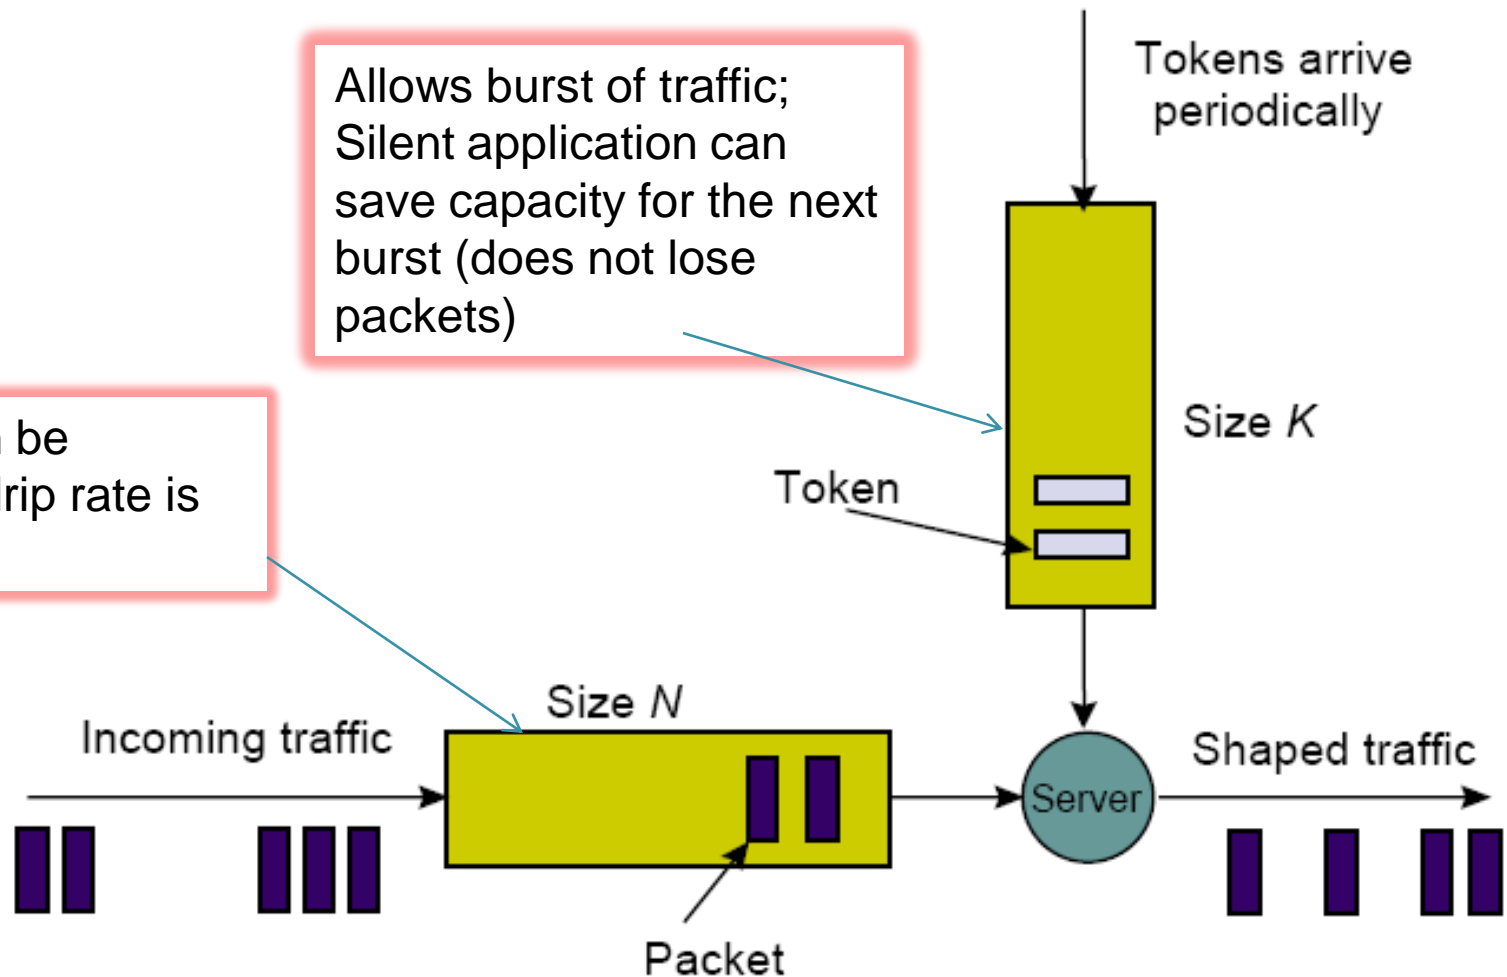 Allows burst of traffic;
Silent application can
save capacity for the next
burst (does not lose
packets)
Tokens arrive
periodically
be
rip rate is
Size K
Token
Size N
Incoming traffic
Server
Shaped traffic
Packet